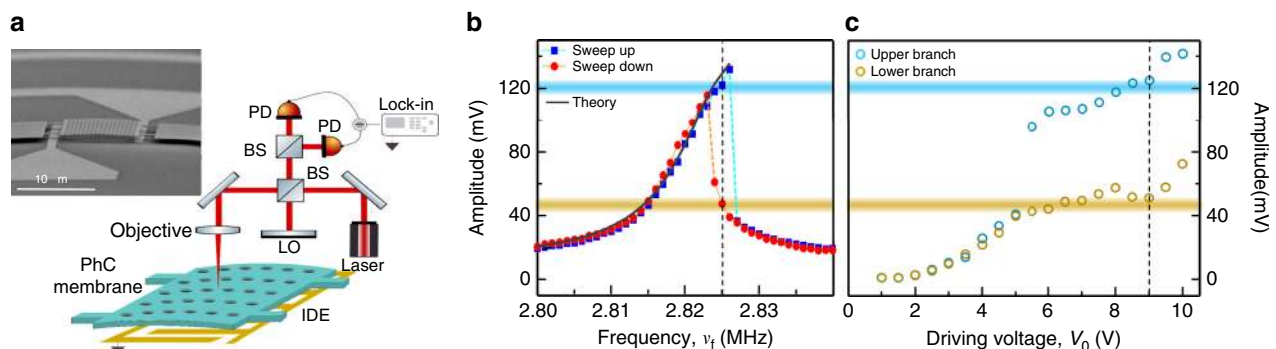 a
10 m
PD
PD
Lock-in
BS
BS
Objective
LO
Laser
PhC
membrane
IDE
b
Sweep up
Sweep down
Theory
120
80
40
0
Amplitude (mV)
2.80
2.81
2.82
2.83
Frequency, νf (MHz)
c
Upper branch
Lower branch
120
80
40
0
Amplitude(mV)
0
2
4
6
8
10
Driving voltage, V0 (V)